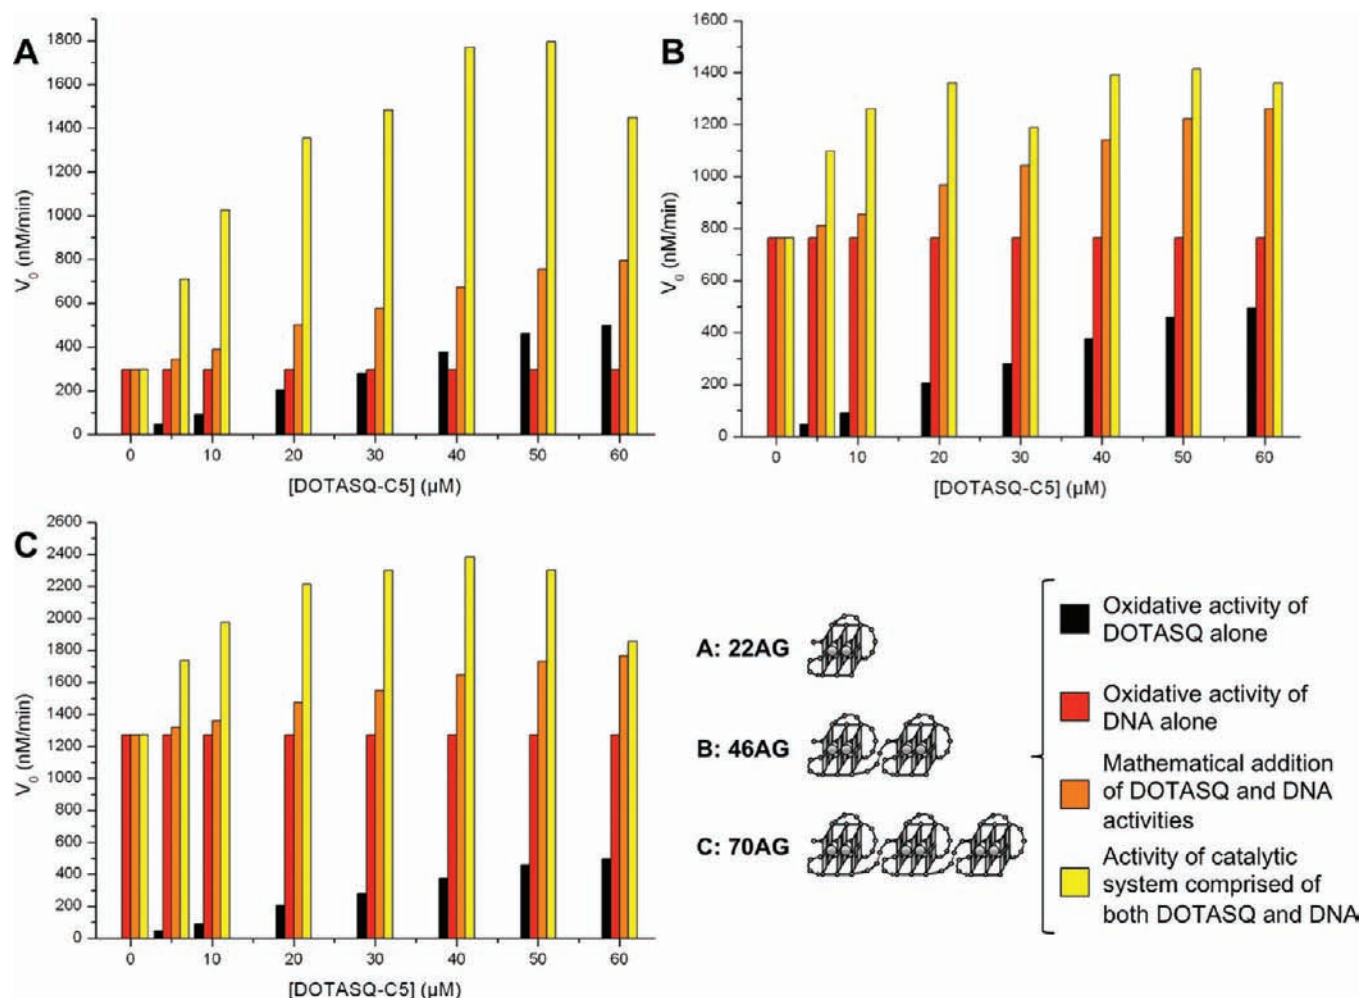 A
1800
1600
1400
1200
1000
800
600
400
200
0
V0 (nM/min)
0 10 20 30 40 50 60
[DOTASQ-C5] (µM)
B
1600
1400
1200
1000
800
600
400
200
0
V0 (nM/min)
0 10 20 30 40 50 60
[DOTASQ-C5] (µM)
C
2600
2400
2200
2000
1800
1600
1400
1200
1000
800
600
400
200
0
V0 (nM/min)
0 10 20 30 40 50 60
[DOTASQ-C5] (µM)
A: 22AG
B: 46AG
C: 70AG
Oxidative activity of
DOTASQ alone
Oxidative activity of
DNA alone
Mathematical addition
of DOTASQ and DNA
activities
Activity of catalytic
system comprised of
both DOTASQ and DNA